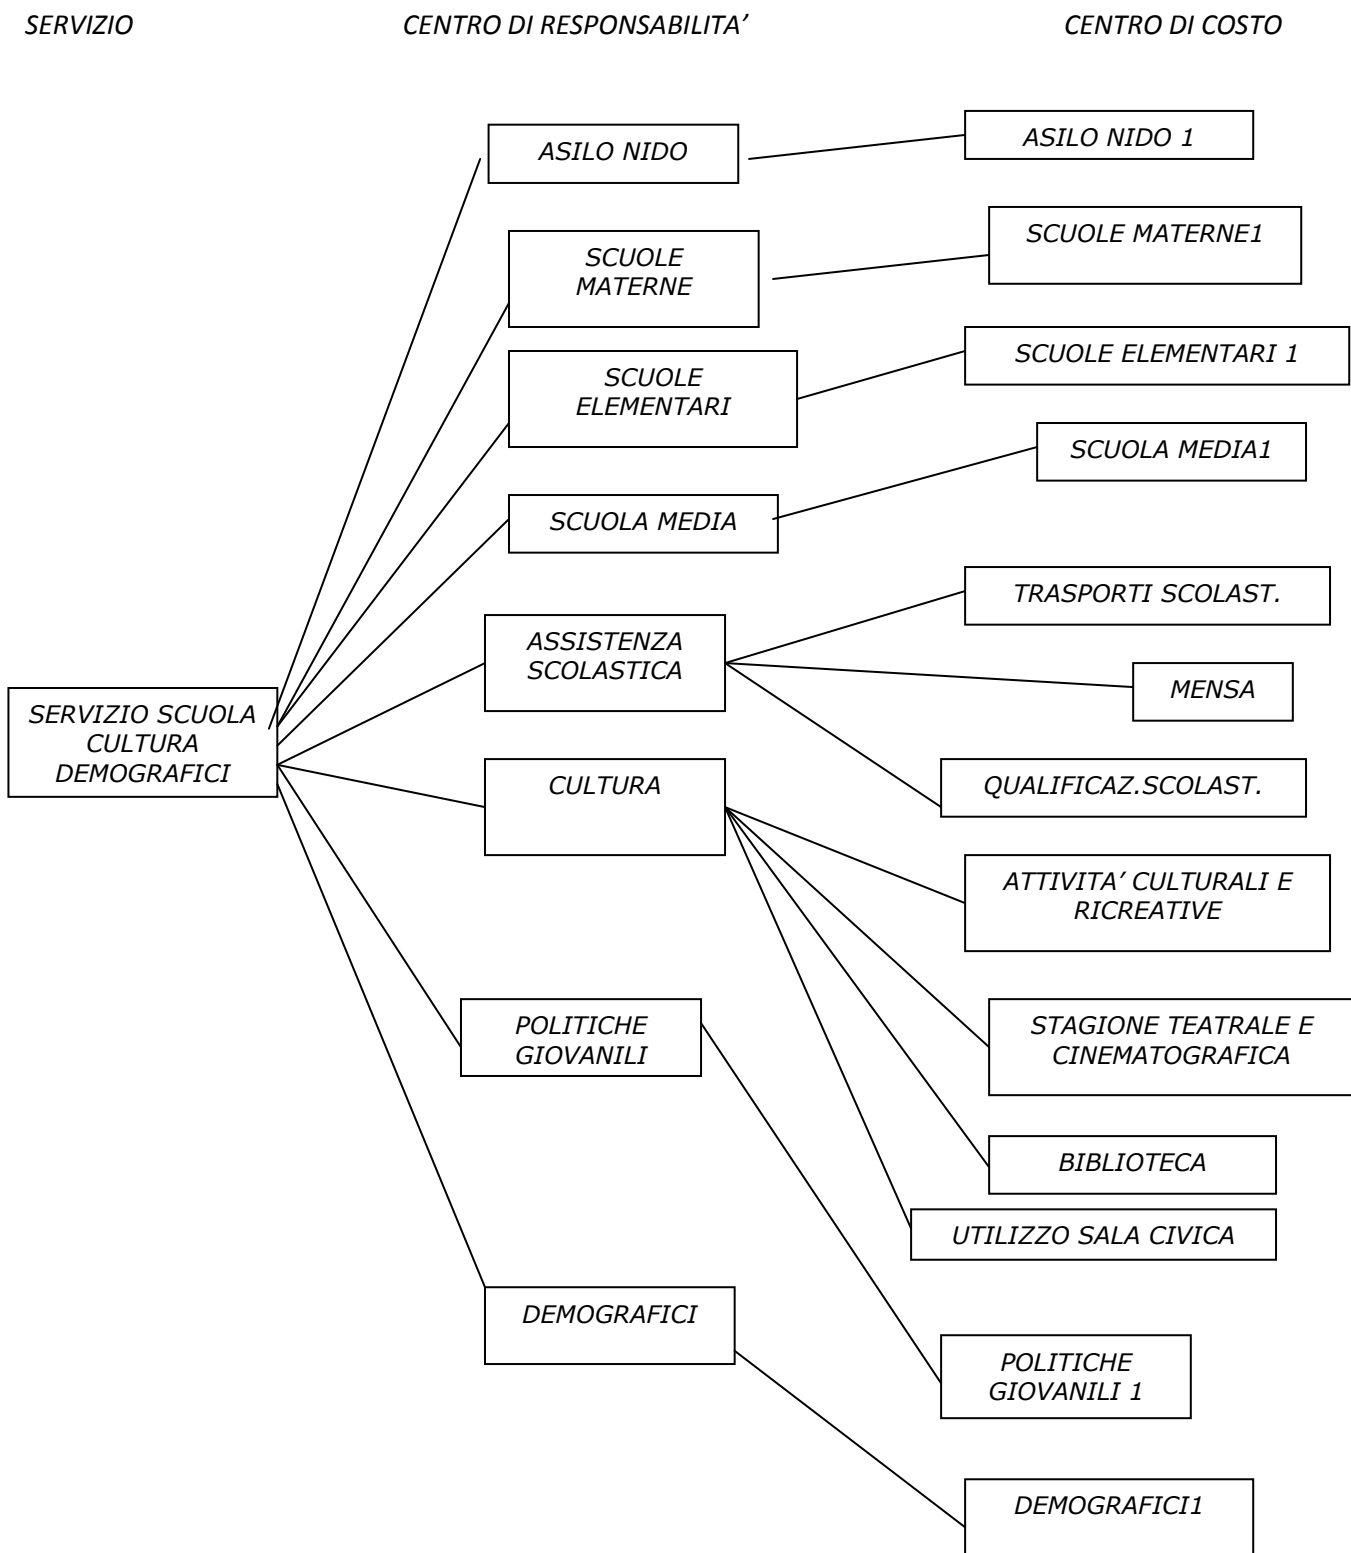 SERVIZIO CENTRO DI RESPONSABILITA’ CENTRO DI COSTO
ASILO NIDO
ASILO NIDO 1
SCUOLE
MATERNE
SCUOLE MATERNE1
SCUOLE
ELEMENTARI
SCUOLE ELEMENTARI 1
SCUOLA MEDIA
SCUOLA MEDIA1
ASSISTENZA
SCOLASTICA
TRASPORTI SCOLAST.
MENSA
QUALIFICAZ.SCOLAST.
SERVIZIO SCUOLA
CULTURA
DEMOGRAFICI
CULTURA
ATTIVITA’ CULTURALI E
RICREATIVE
STAGIONE TEATRALE E
CINEMATOGRAFICA
BIBLIOTECA
UTILIZZO SALA CIVICA
POLITICHE
GIOVANILI
POLITICHE
GIOVANILI 1
DEMOGRAFICI
DEMOGRAFICI1